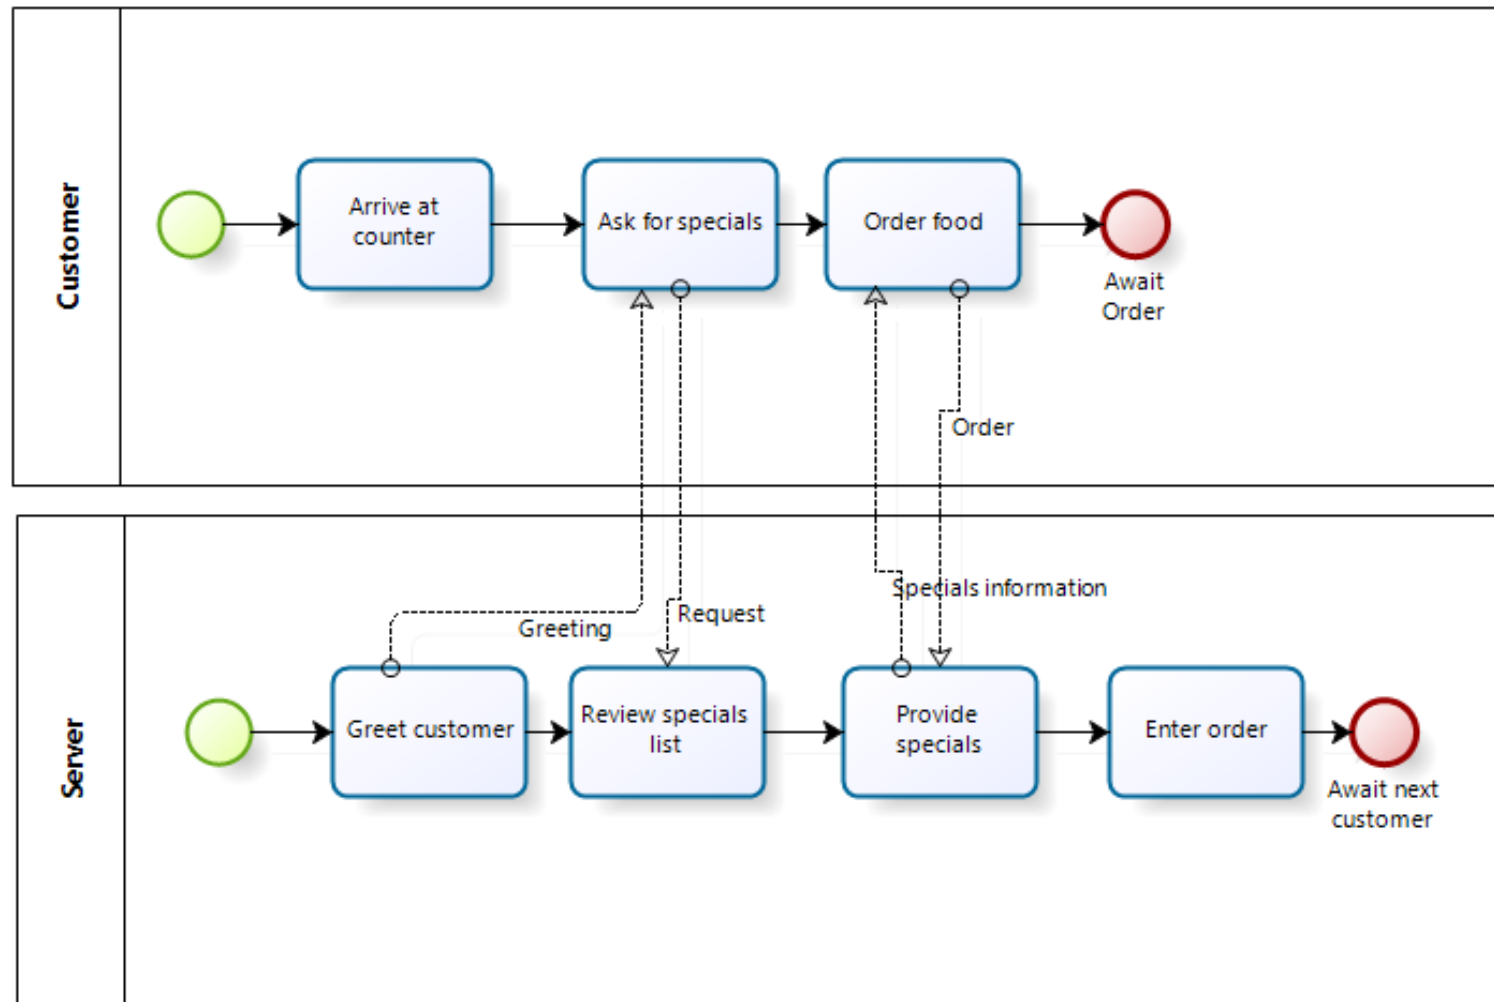 Customer
Arrive at
counter
Ask for specials
Order food
Await
Order
Order
Specials information
Request
Greeting
Server
Greet customer
Review specials
list
Provide
specials
Enter order
Await next
customer